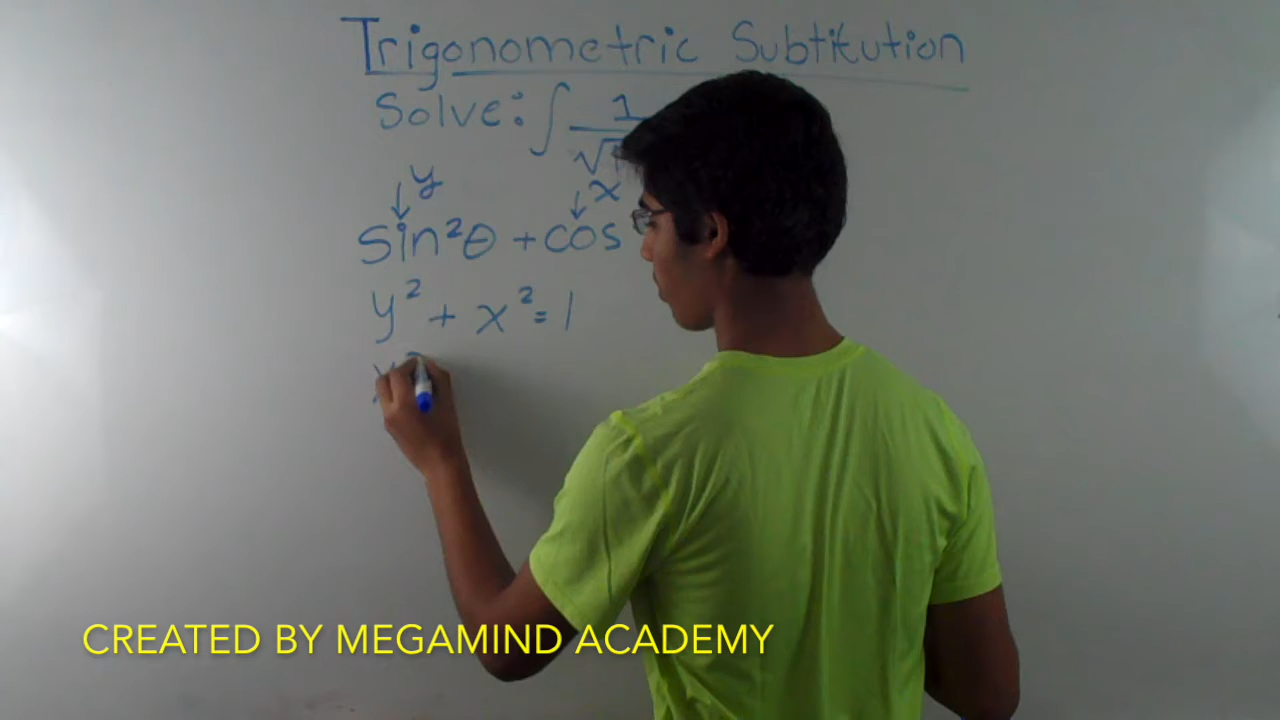 Trigonometric Subtitution
Solve: ∫ 1
√
↓ y ↓ x
sin²θ + cos
y² + x² = 1
CREATED BY MEGAMIND ACADEMY